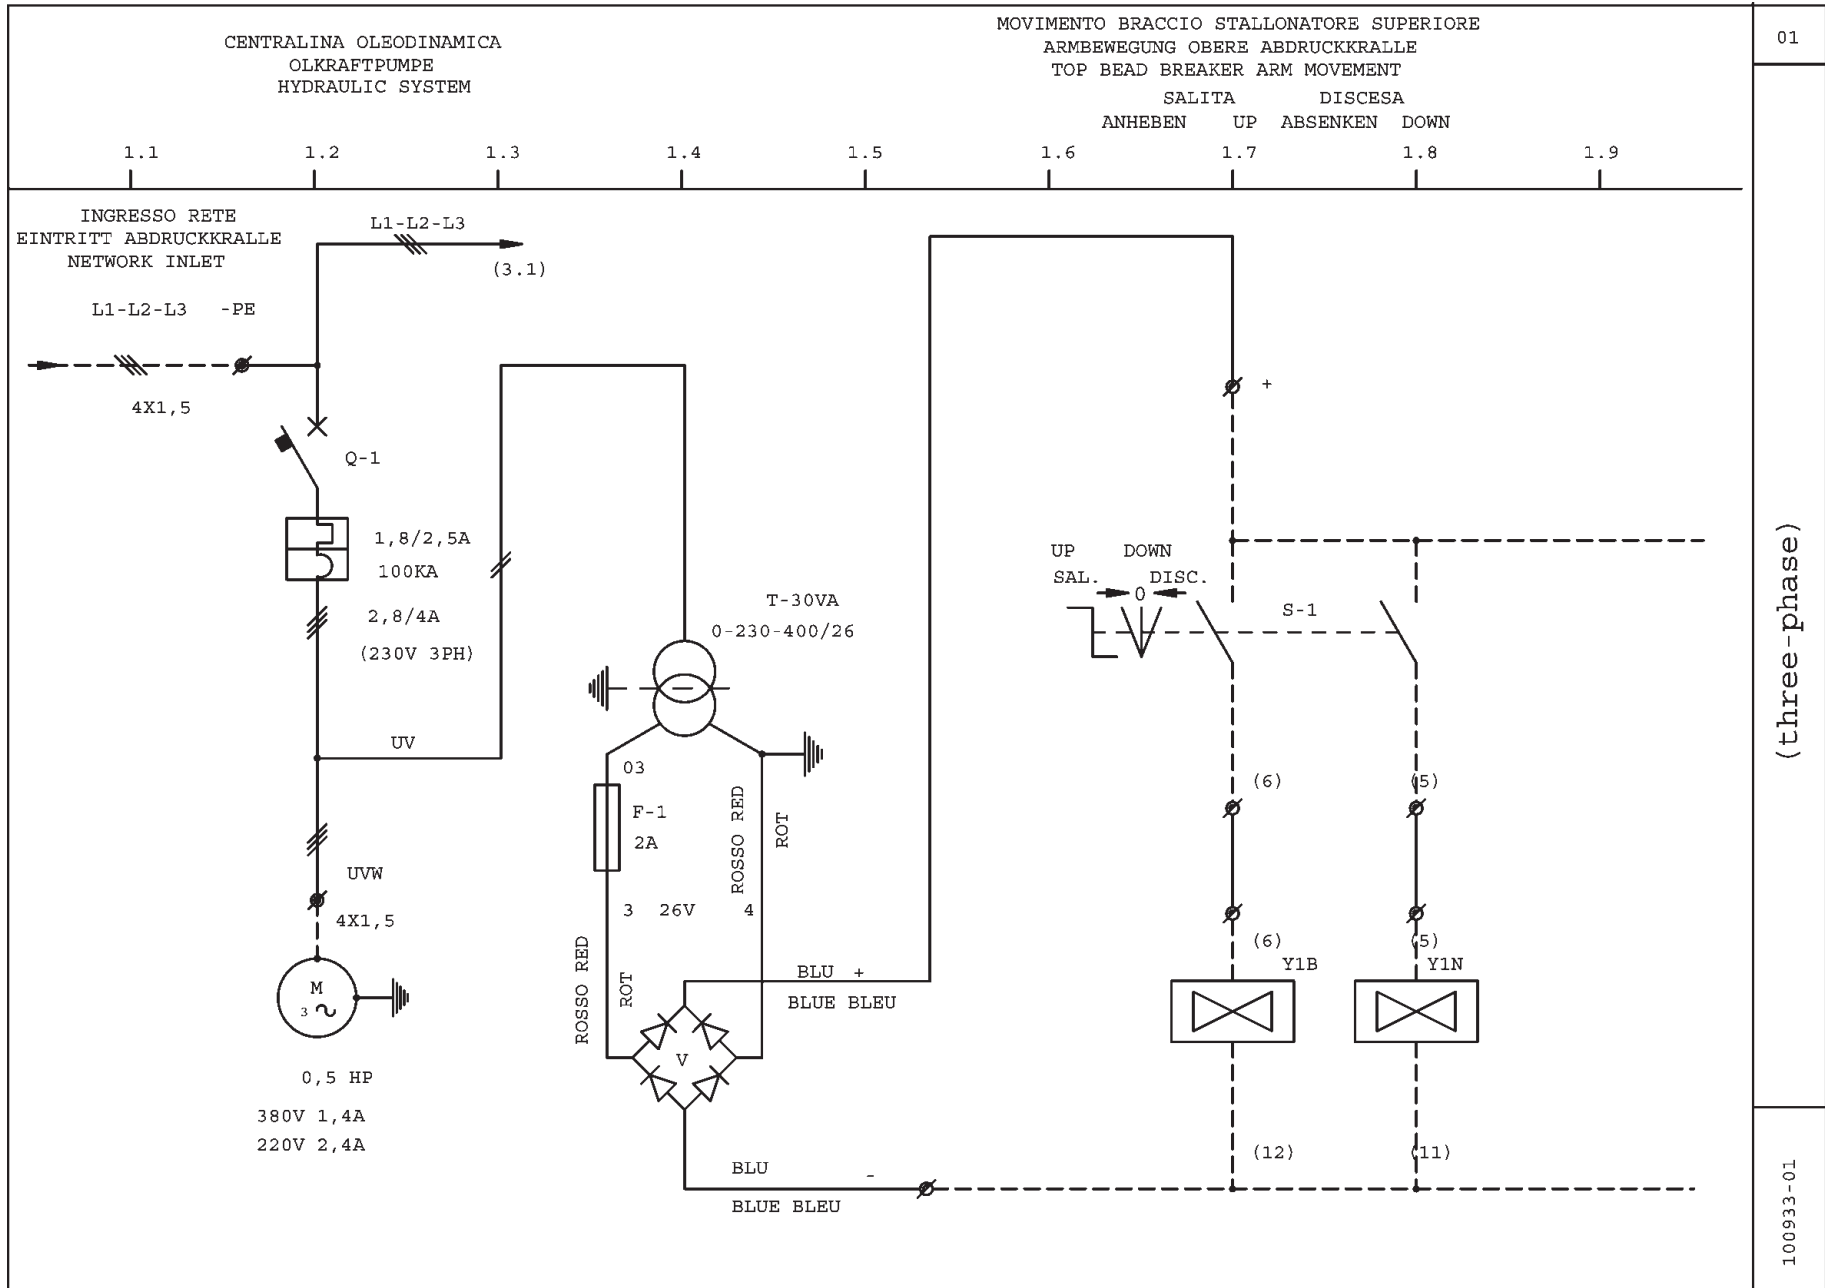 CENTRALINA OLEODINAMICA
OLKRAFTPUMPE
HYDRAULIC SYSTEM
MOVIMENTO BRACCIO STALLONATORE SUPERIORE
ARMBEWEGUNG OBERE ABDRUCKKRALLE
TOP BEAD BREAKER ARM MOVEMENT
SALITA DISCESA
ANHEBEN UP ABSENKEN DOWN
01
1.1 1.2 1.3 1.4 1.5 1.6 1.7 1.8 1.9
INGRESSO RETE
EINTRITT ABDRUCKKRALLE
NETWORK INLET
L1-L2-L3 -PE
4X1,5
L1-L2-L3
(3.1)
Q-1
1,8/2,5A
100KA
2,8/4A
(230V 3PH)
UV
UVW
4X1,5
M
3
0,5 HP
380V 1,4A
220V 2,4A
T-30VA
0-230-400/26
03
F-1
2A
ROSSO RED
ROT
3 26V 4
ROSSO RED
ROT
V
BLU +
BLUE BLEU
BLU -
BLUE BLEU
+
UP DOWN
SAL. DISC.
0
S-1
(6) (5)
(6) (5)
Y1B Y1N
(12) (11)
(three-phase)
100933-01